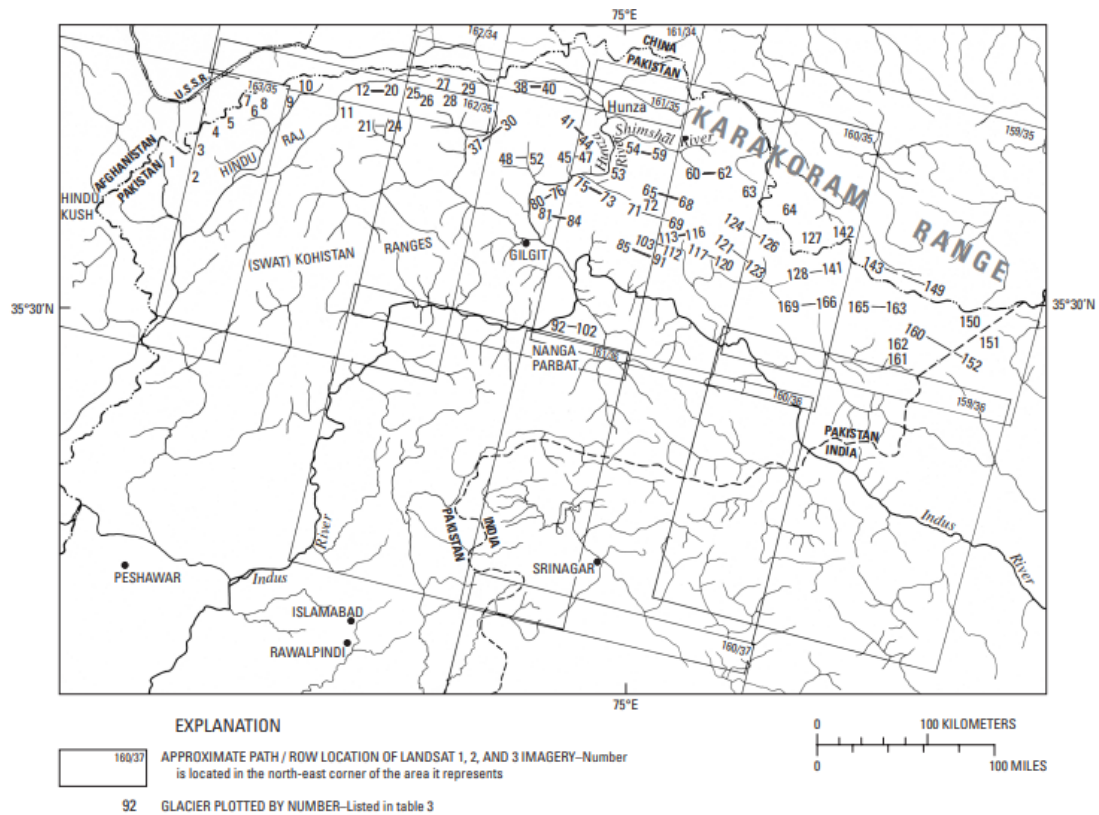 75°E
162/34
161/34
CHINA
PAKISTAN
U.S.S.R.
163/35
10
12—20
25
27
29
38—40
7
8
9
26
28
162/35
Hunza
161/35
KARAKORAM
6
11
5
4
21—24
30
41
44
Shimshāl River
160/35
159/35
AFGHANISTAN
PAKISTAN
1
3
HINDU
RAJ
37
Hunza
River
54—59
48—52
45—47
2
53
60—62
HINDU
KUSH
80—76
75—73
65—68
63
RANGE
81—84
71
72
69
64
124—126
127
142
113—116
(SWAT) KOHISTAN
RANGES
GILGIT
103—112
85—91
117—120
121—123
128—141
143—149
35°30'N
169—166
165—163
35°30'N
150
92—102
160—152
151
NANGA
PARBAT
161/36
162
161
160/36
159/36
PAKISTAN
INDIA
PAKISTAN
INDIA
Indus
River
River
PESHAWAR
Indus
SRINAGAR
ISLAMABAD
RAWALPINDI
160/37
75°E
EXPLANATION
0
100 KILOMETERS
160/37
APPROXIMATE PATH / ROW LOCATION OF LANDSAT 1, 2, AND 3 IMAGERY–Number
is located in the north-east corner of the area it represents
0
100 MILES
92
GLACIER PLOTTED BY NUMBER–Listed in table 3